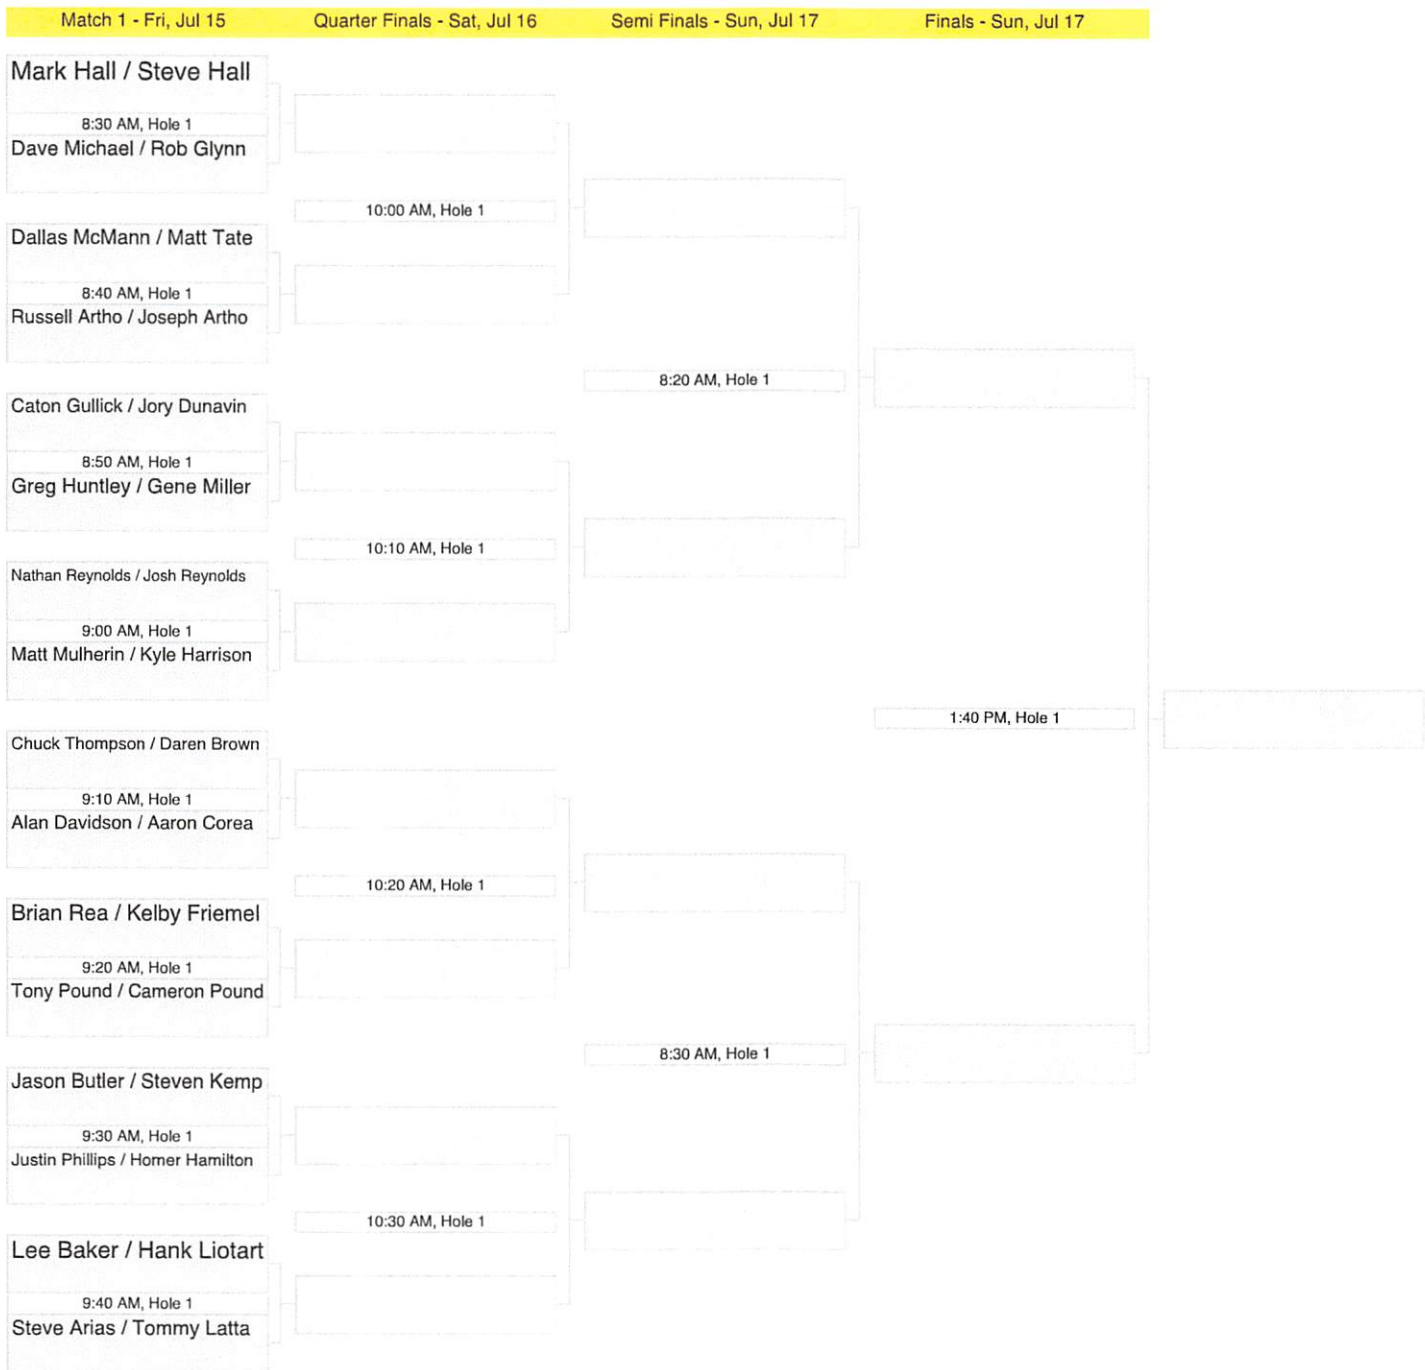 Match 1 - Fri, Jul 15
Quarter Finals - Sat, Jul 16
Semi Finals - Sun, Jul 17
Finals - Sun, Jul 17
Mark Hall / Steve Hall
8:30 AM, Hole 1
Dave Michael / Rob Glynn
Dallas McMann / Matt Tate
8:40 AM, Hole 1
Russell Artho / Joseph Artho
Caton Gullick / Jory Dunavin
8:50 AM, Hole 1
Greg Huntley / Gene Miller
Nathan Reynolds / Josh Reynolds
9:00 AM, Hole 1
Matt Mulherin / Kyle Harrison
Chuck Thompson / Daren Brown
9:10 AM, Hole 1
Alan Davidson / Aaron Corea
Brian Rea / Kelby Friemel
9:20 AM, Hole 1
Tony Pound / Cameron Pound
Jason Butler / Steven Kemp
9:30 AM, Hole 1
Justin Phillips / Homer Hamilton
Lee Baker / Hank Liotart
9:40 AM, Hole 1
Steve Arias / Tommy Latta
10:00 AM, Hole 1
10:10 AM, Hole 1
10:20 AM, Hole 1
10:30 AM, Hole 1
8:20 AM, Hole 1
8:30 AM, Hole 1
1:40 PM, Hole 1